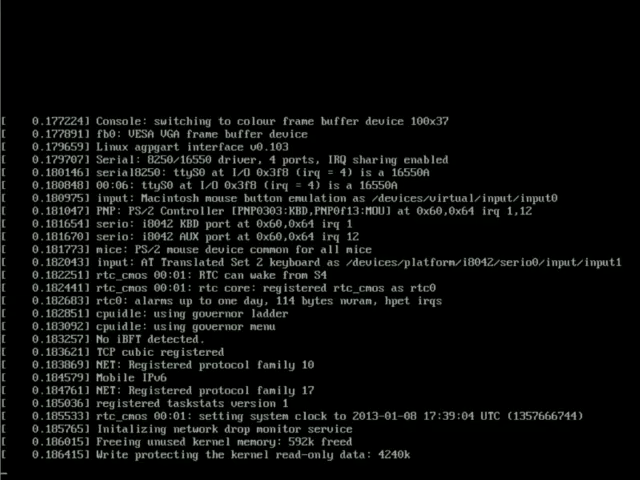 [    0.177224] Console: switching to colour frame buffer device 100x37
[    0.177891] fb0: VESA VGA frame buffer device
[    0.179659] Linux agpgart interface v0.103
[    0.179707] Serial: 8250/16550 driver, 4 ports, IRQ sharing enabled
[    0.180146] serial8250: ttyS0 at I/O 0x3f8 (irq = 4) is a 16550A
[    0.180848] 00:06: ttyS0 at I/O 0x3f8 (irq = 4) is a 16550A
[    0.180975] input: Macintosh mouse button emulation as /devices/virtual/input/input0
[    0.181047] PNP: PS/2 Controller [PNP0303:KBD,PNP0f13:MOU] at 0x60,0x64 irq 1,12
[    0.181654] serio: i8042 KBD port at 0x60,0x64 irq 1
[    0.181670] serio: i8042 AUX port at 0x60,0x64 irq 12
[    0.181773] mice: PS/2 mouse device common for all mice
[    0.182043] input: AT Translated Set 2 keyboard as /devices/platform/i8042/serio0/input/input1
[    0.182251] rtc_cmos 00:01: RTC can wake from S4
[    0.182441] rtc_cmos 00:01: rtc core: registered rtc_cmos as rtc0
[    0.182683] rtc0: alarms up to one day, 114 bytes nvram, hpet irqs
[    0.182851] cpuidle: using governor ladder
[    0.183092] cpuidle: using governor menu
[    0.183257] No iBFT detected.
[    0.183621] TCP cubic registered
[    0.183869] NET: Registered protocol family 10
[    0.184579] Mobile IPv6
[    0.184761] NET: Registered protocol family 17
[    0.185036] registered taskstats version 1
[    0.185533] rtc_cmos 00:01: setting system clock to 2013-01-08 17:39:04 UTC (1357666744)
[    0.185765] Initalizing network drop monitor service
[    0.186015] Freeing unused kernel memory: 592k freed
[    0.186415] Write protecting the kernel read-only data: 4240k